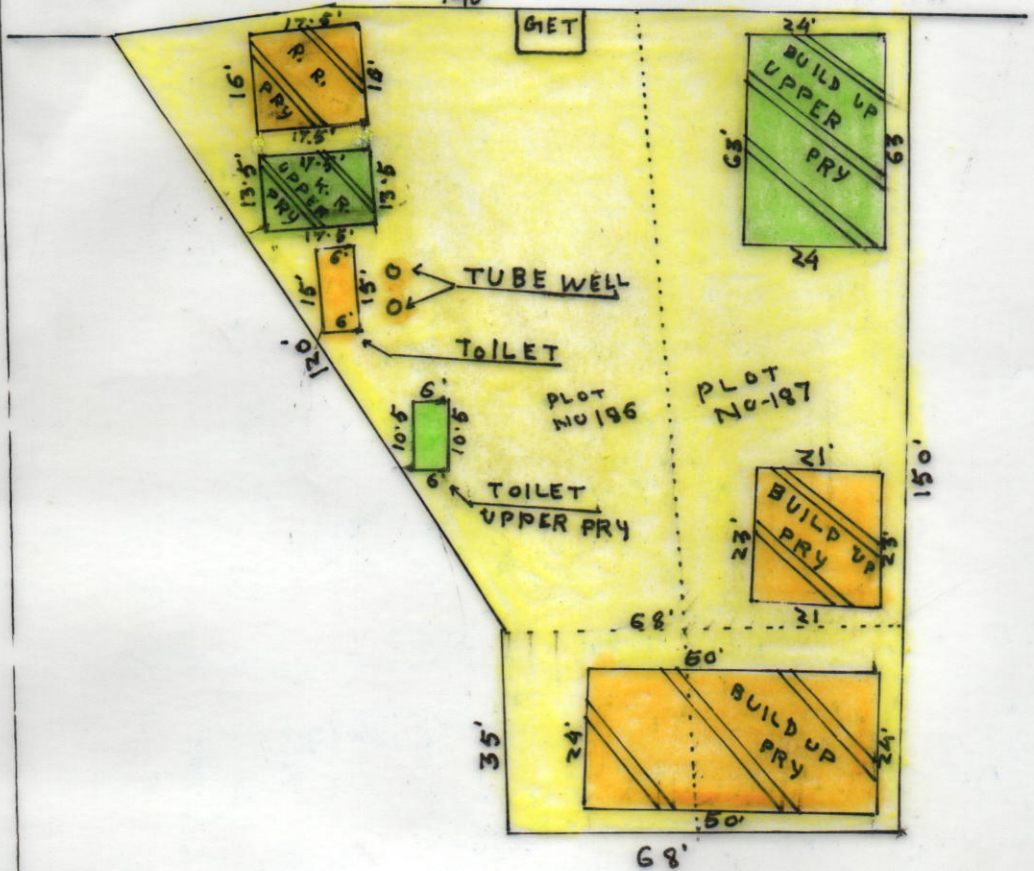 GET
17.5'
R. R.
PRY
16'
16'
17.5'
17.5'
K. R.
UPPER
PRY
13.5'
13.5
17.5'
6'
15'
15'
6'
TUBE WELL
TOILET
120'
6'
10.5
10.5
6'
TOILET
UPPER PRY
PLOT
NO 186
PLOT
NO-187
24'
BUILD UP
UPPER
PRY
63'
63'
24
150'
21'
BUILD UP
PRY
23'
23'
21
68'
50'
BUILD UP
PRY
24'
24'
50'
35'
68'